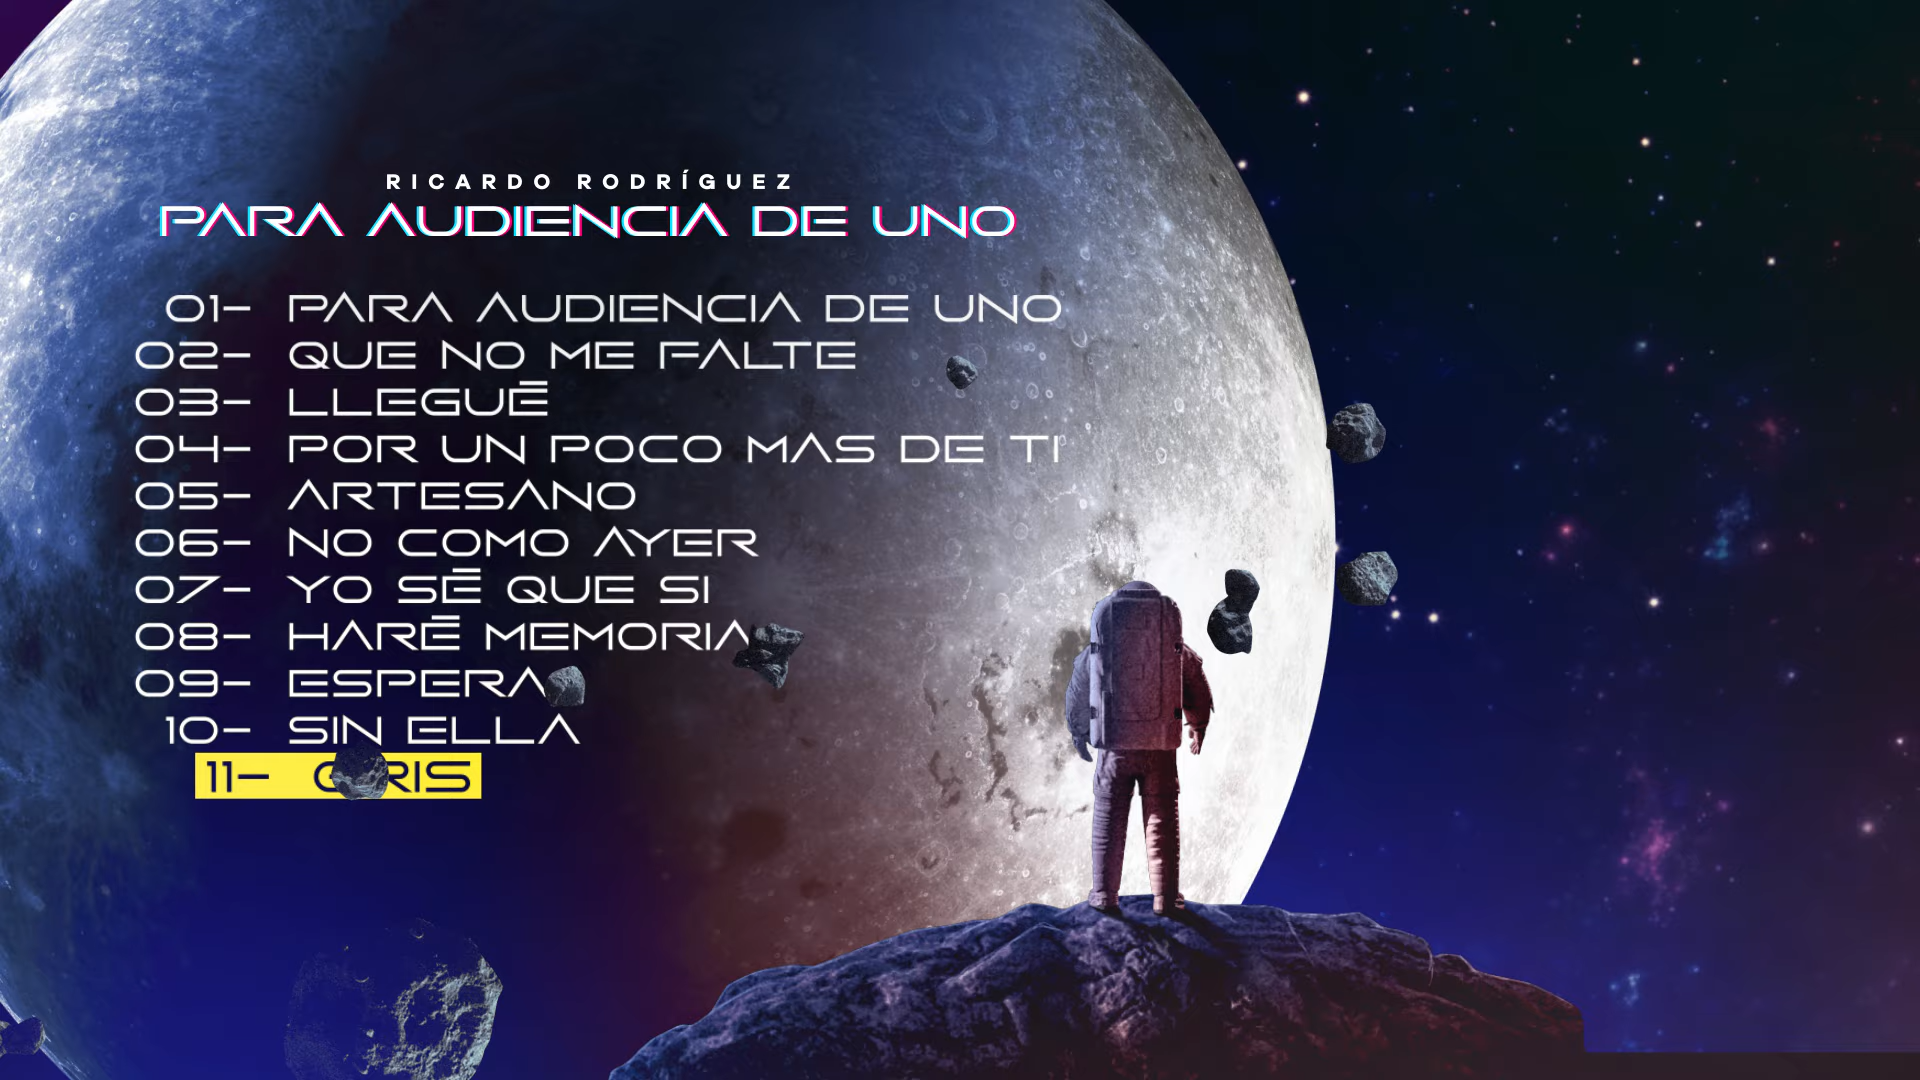 RICARDO RODRÍGUEZ
PARA AUDIENCIA DE UNO
01- PARA AUDIENCIA DE UNO
02- QUE NO ME FALTE
03- LLEGUÉ
04- POR UN POCO MAS DE TI
05- ARTESANO
06- NO COMO AYER
07- YO SÉ QUE SI
08- HARÉ MEMORIA
09- ESPERA
10- SIN ELLA
11-